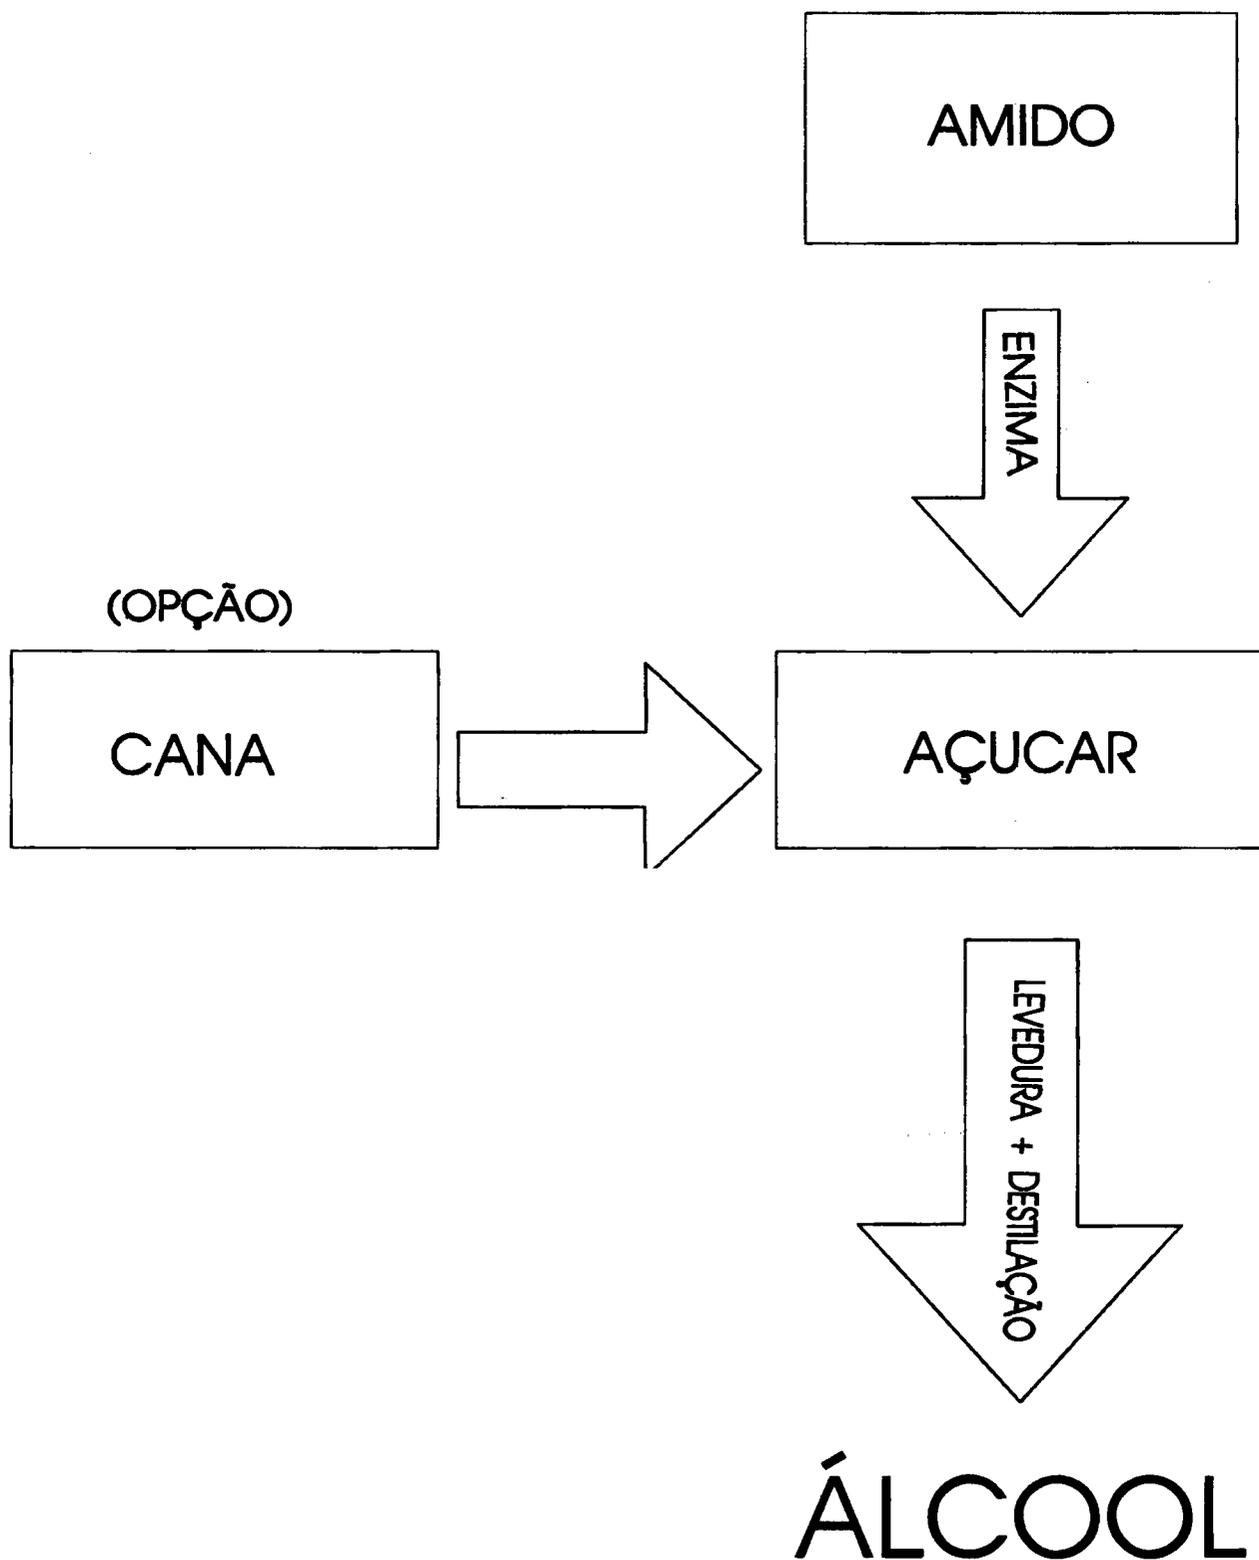 AMIDO
ENZIMA
(OPÇÃO)
CANA
AÇUCAR
LEVEDURA + DESTILAÇÃO
ÁLCOOL